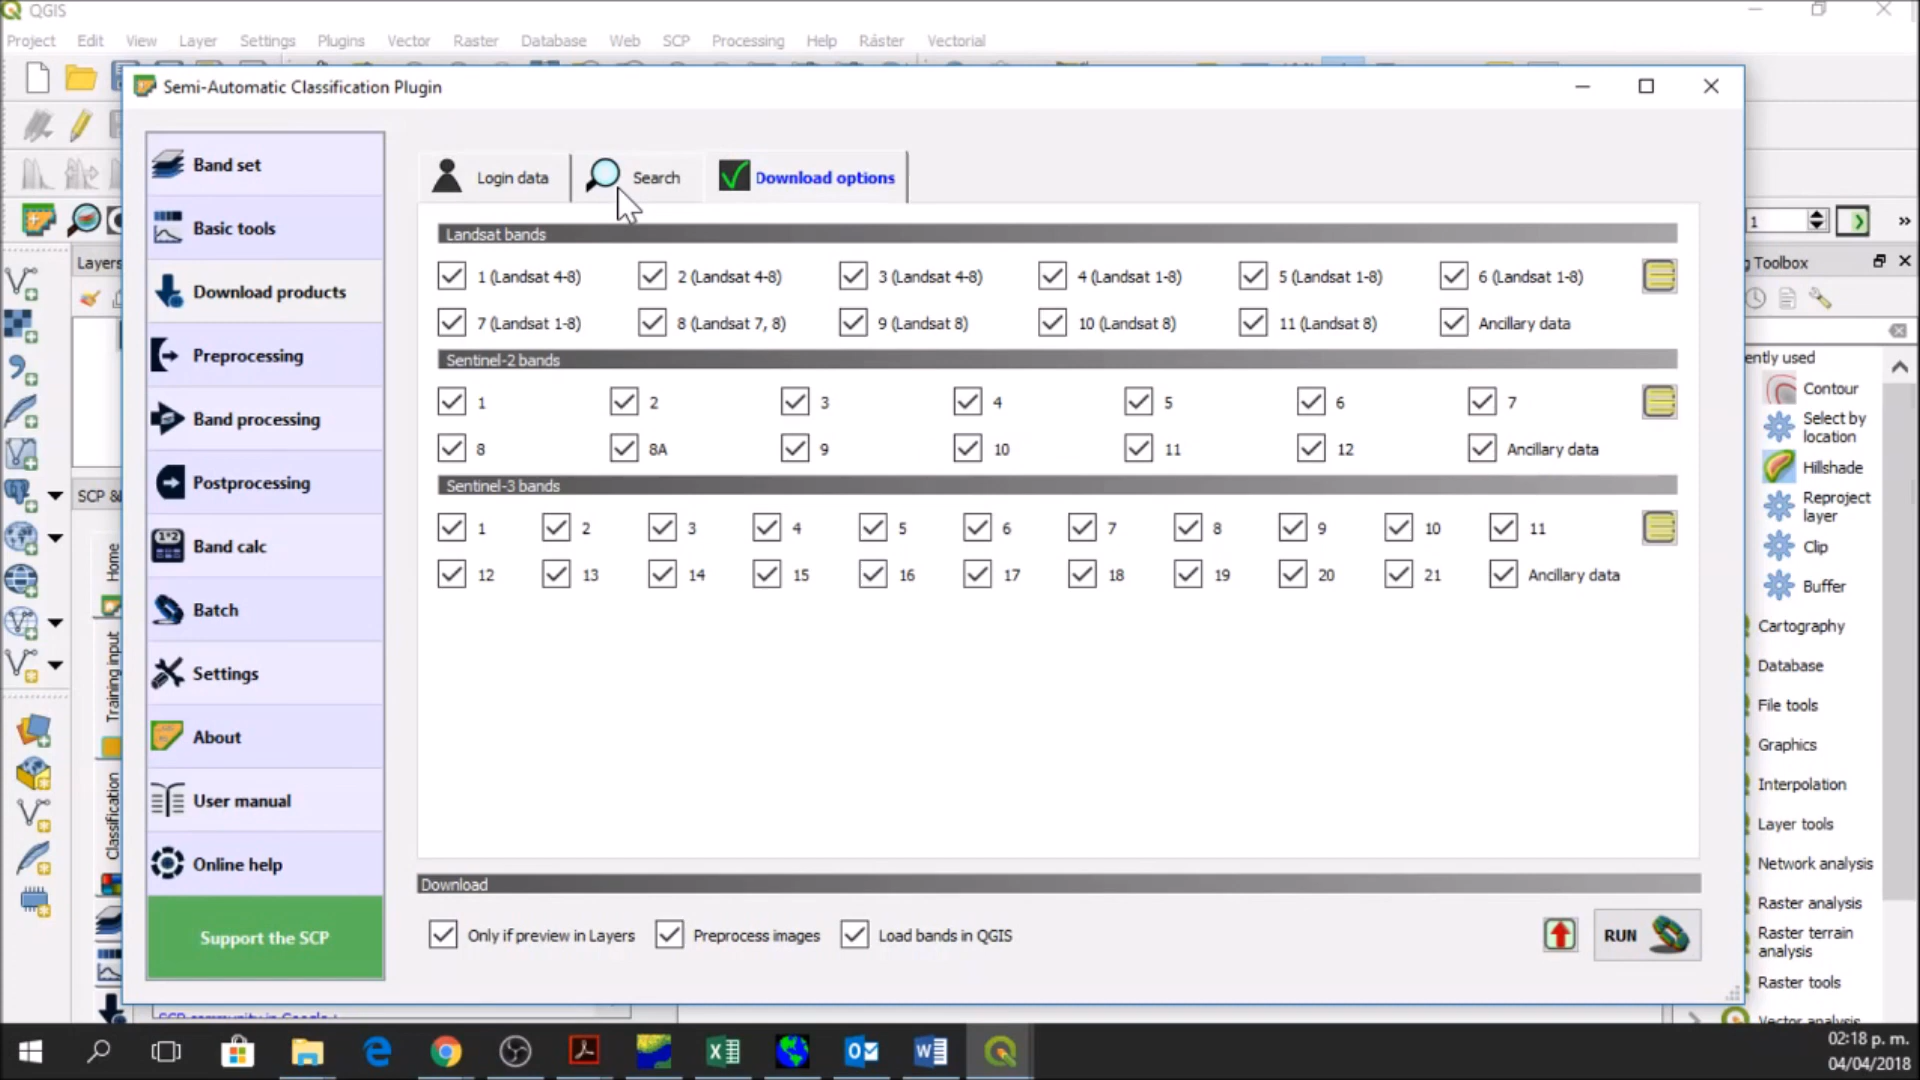 QGIS
Project Edit View Layer Settings Plugins Vector Raster Database Web SCP Processing Help Ráster Vectorial
Semi-Automatic Classification Plugin
Band set
Basic tools
Download products
Preprocessing
Band processing
Postprocessing
Band calc
Batch
Settings
About
User manual
Online help
Support the SCP
Login data Search Download options
Landsat bands
1 (Landsat 4-8) 2 (Landsat 4-8) 3 (Landsat 4-8) 4 (Landsat 1-8) 5 (Landsat 1-8) 6 (Landsat 1-8)
7 (Landsat 1-8) 8 (Landsat 7, 8) 9 (Landsat 8) 10 (Landsat 8) 11 (Landsat 8) Ancillary data
Sentinel-2 bands
1 2 3 4 5 6 7
8 8A 9 10 11 12 Ancillary data
Sentinel-3 bands
1 2 3 4 5 6 7 8 9 10 11
12 13 14 15 16 17 18 19 20 21 Ancillary data
Download
Only if preview in Layers Preprocess images Load bands in QGIS RUN
Layers
SCP &
Home
Training input
Classification
SCP community in Google+
1
g Toolbox
ently used
Contour
Select by
location
Hillshade
Reproject
layer
Clip
Buffer
Cartography
Database
File tools
Graphics
Interpolation
Layer tools
Network analysis
Raster analysis
Raster terrain
analysis
Raster tools
Vector analysis
02:18 p. m.
04/04/2018